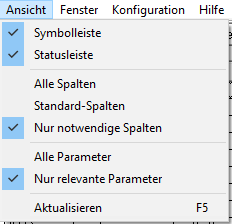 Ansicht Fenster Konfiguration Hilfe
Symbolleiste
Statusleiste
Alle Spalten
Standard-Spalten
Nur notwendige Spalten
Alle Parameter
Nur relevante Parameter
Aktualisieren F5